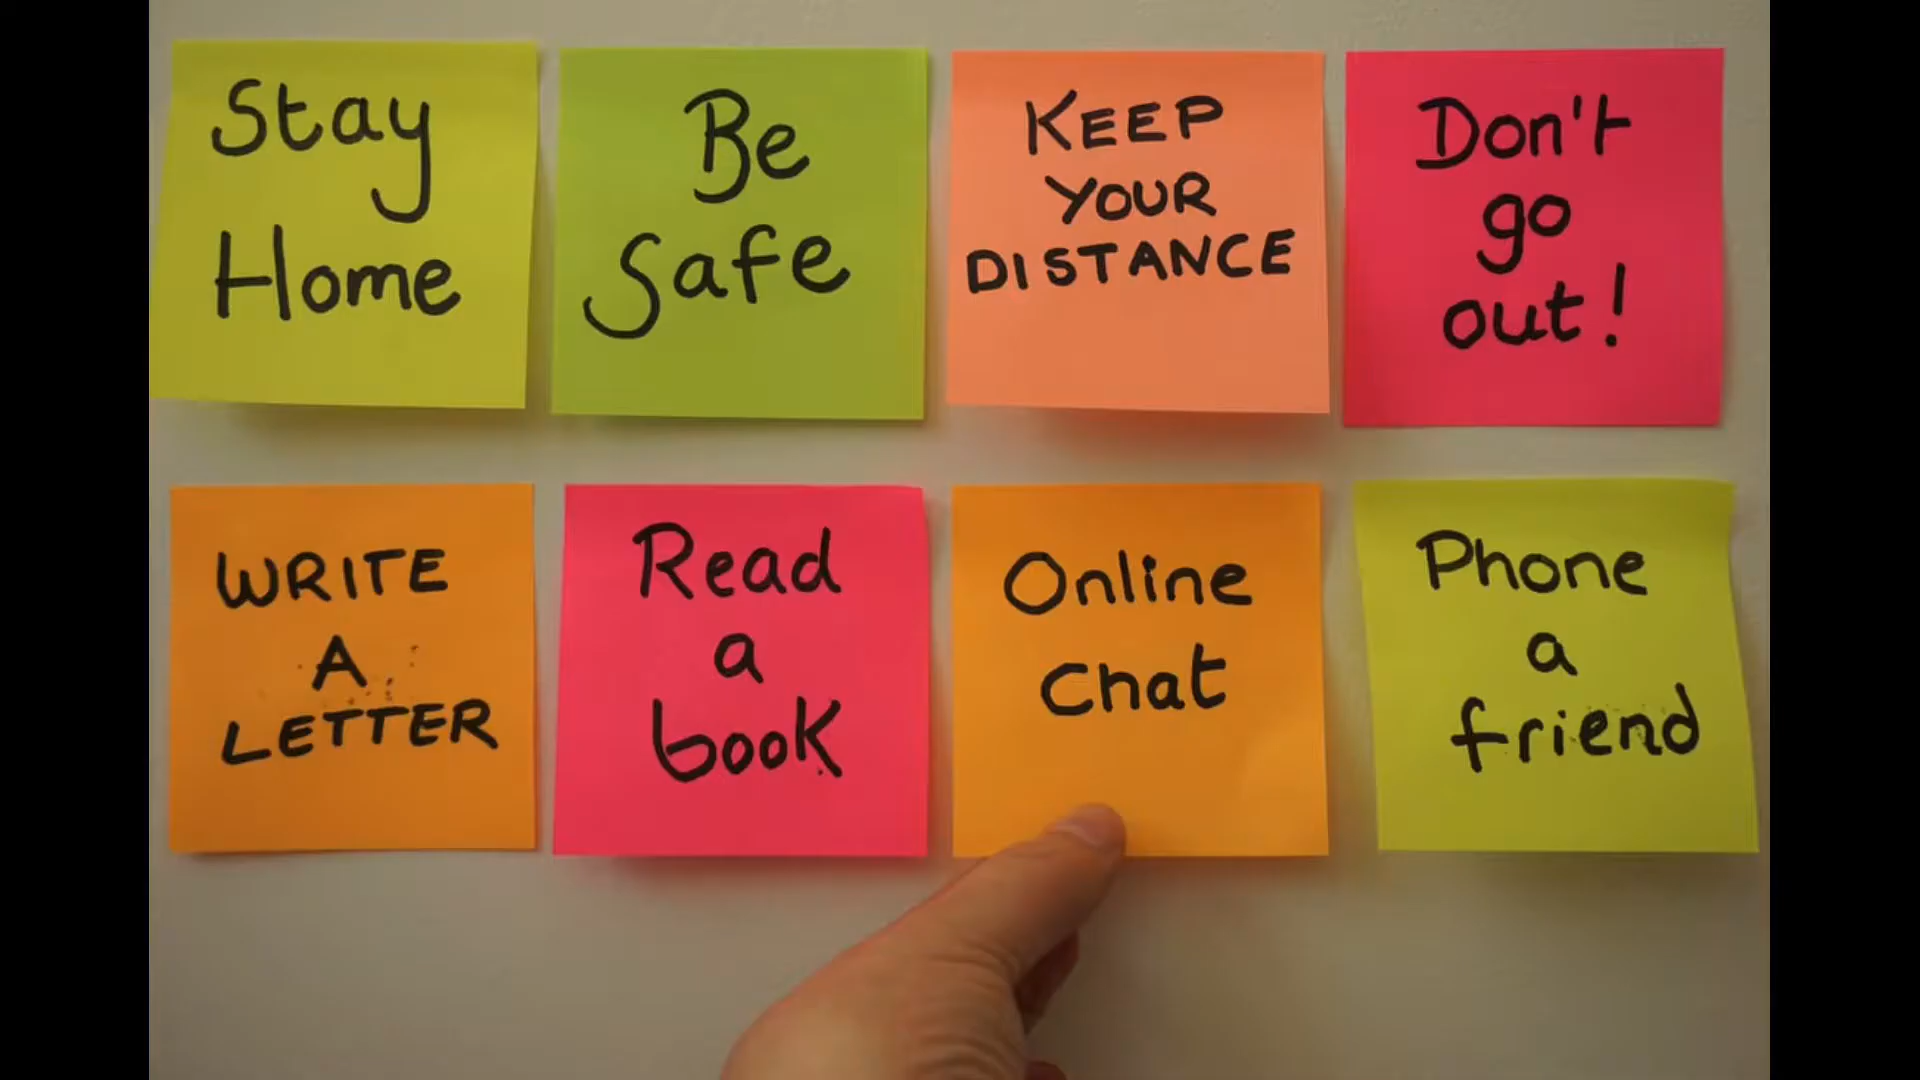 Stay
Home
Be
Safe
KEEP
YOUR
DISTANCE
Don't
go
out!
WRITE
A
LETTER
Read
a
book
Online
chat
Phone
a
friend